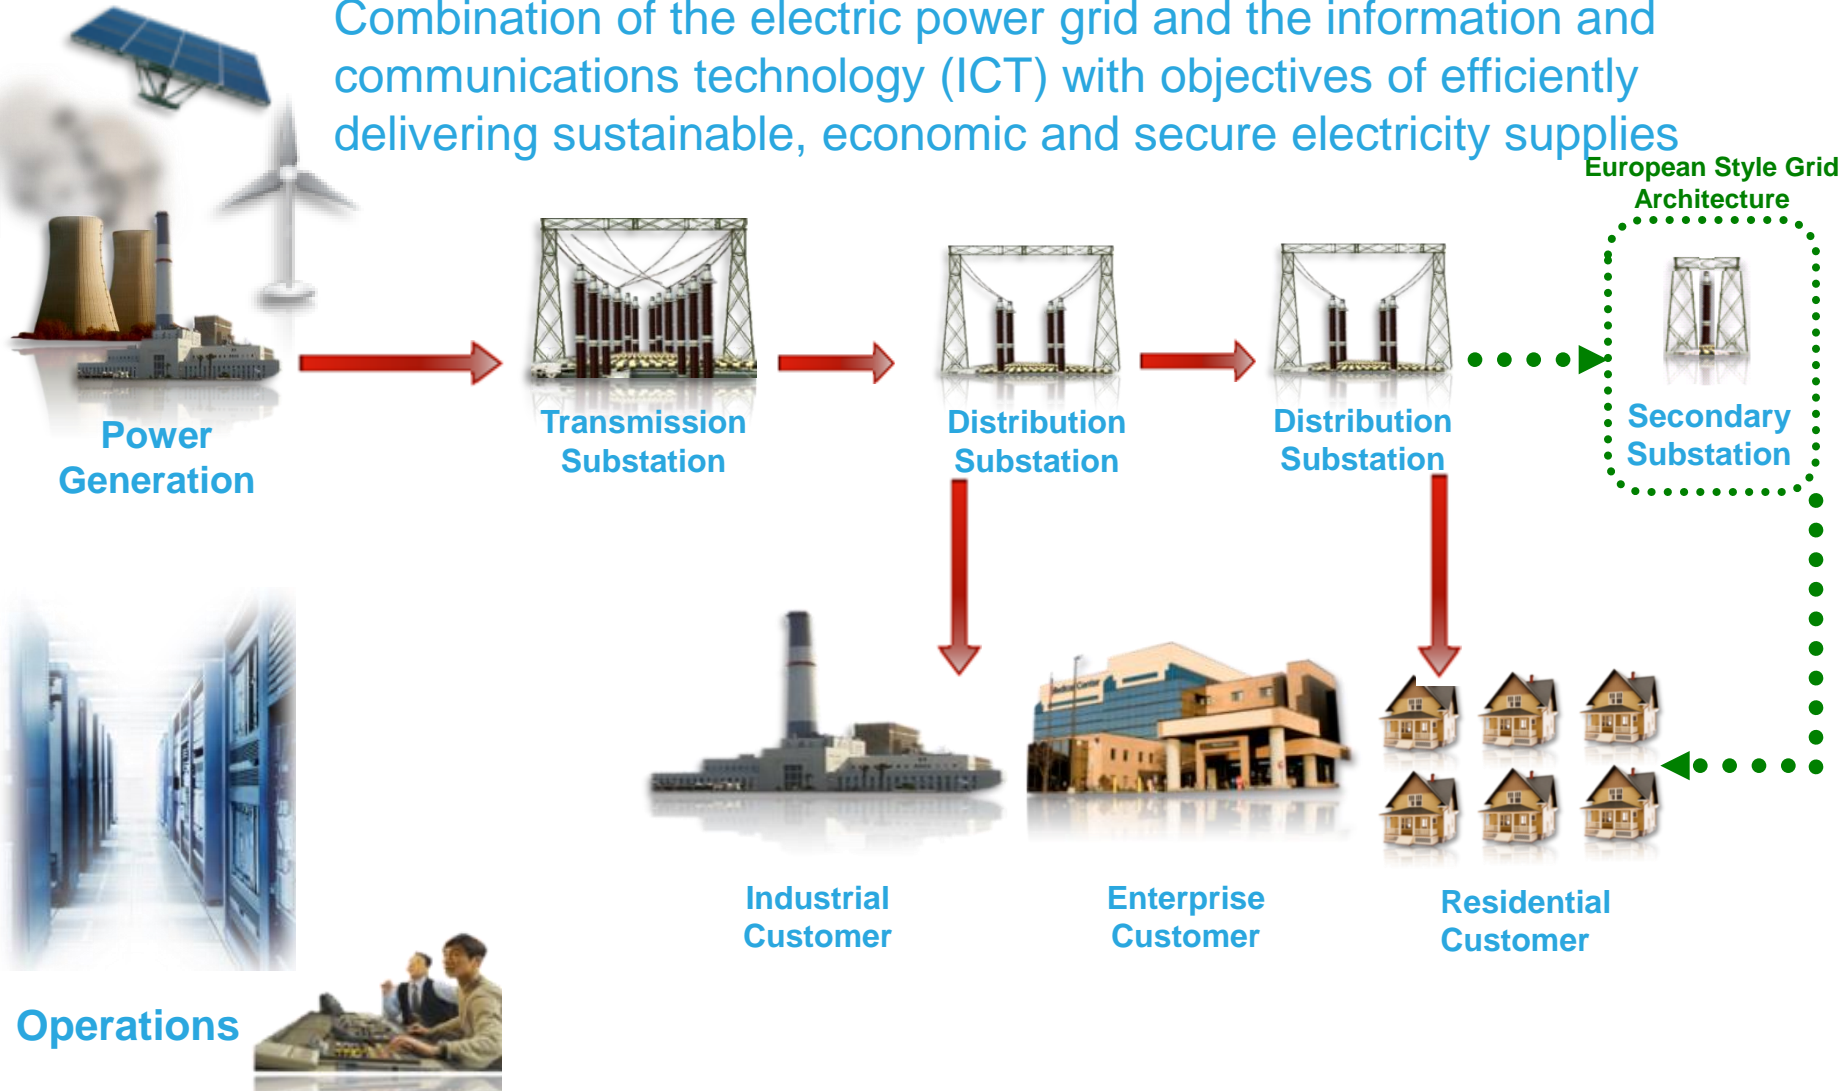 Combination of the electric power grid and the information and
communications technology (ICT) with objectives of efficiently
delivering sustainable, economic and secure electricity supplies
European Style Grid
Architecture
Power
Generation
Transmission
Substation
Distribution
Substation
Distribution
Substation
Secondary
Substation
Medical Center
Industrial
Customer
Enterprise
Customer
Residential
Customer
Operations